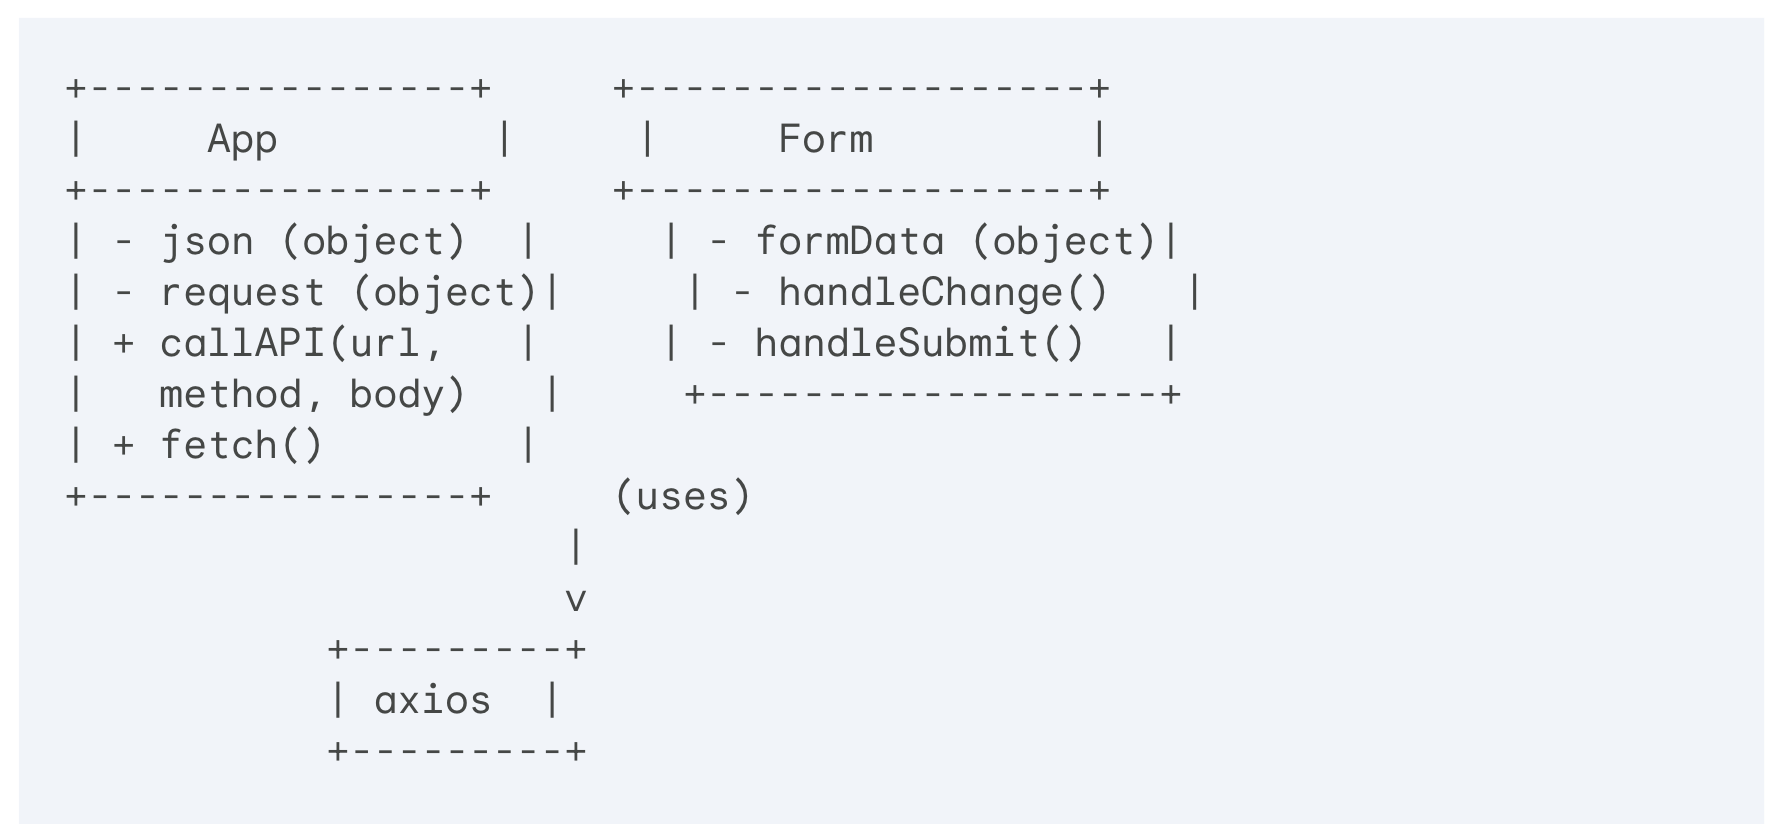 +----------------+     +-------------------+
|     App         |     |     Form         |
+----------------+     +-------------------+
| - json (object)  |     | - formData (object)|
| - request (object)|     | - handleChange()   |
| + callAPI(url,   |     | - handleSubmit()   |
|   method, body)   |     +-------------------+
| + fetch()        |
+----------------+     (uses)
|
v
+---------+
| axios  |
+---------+